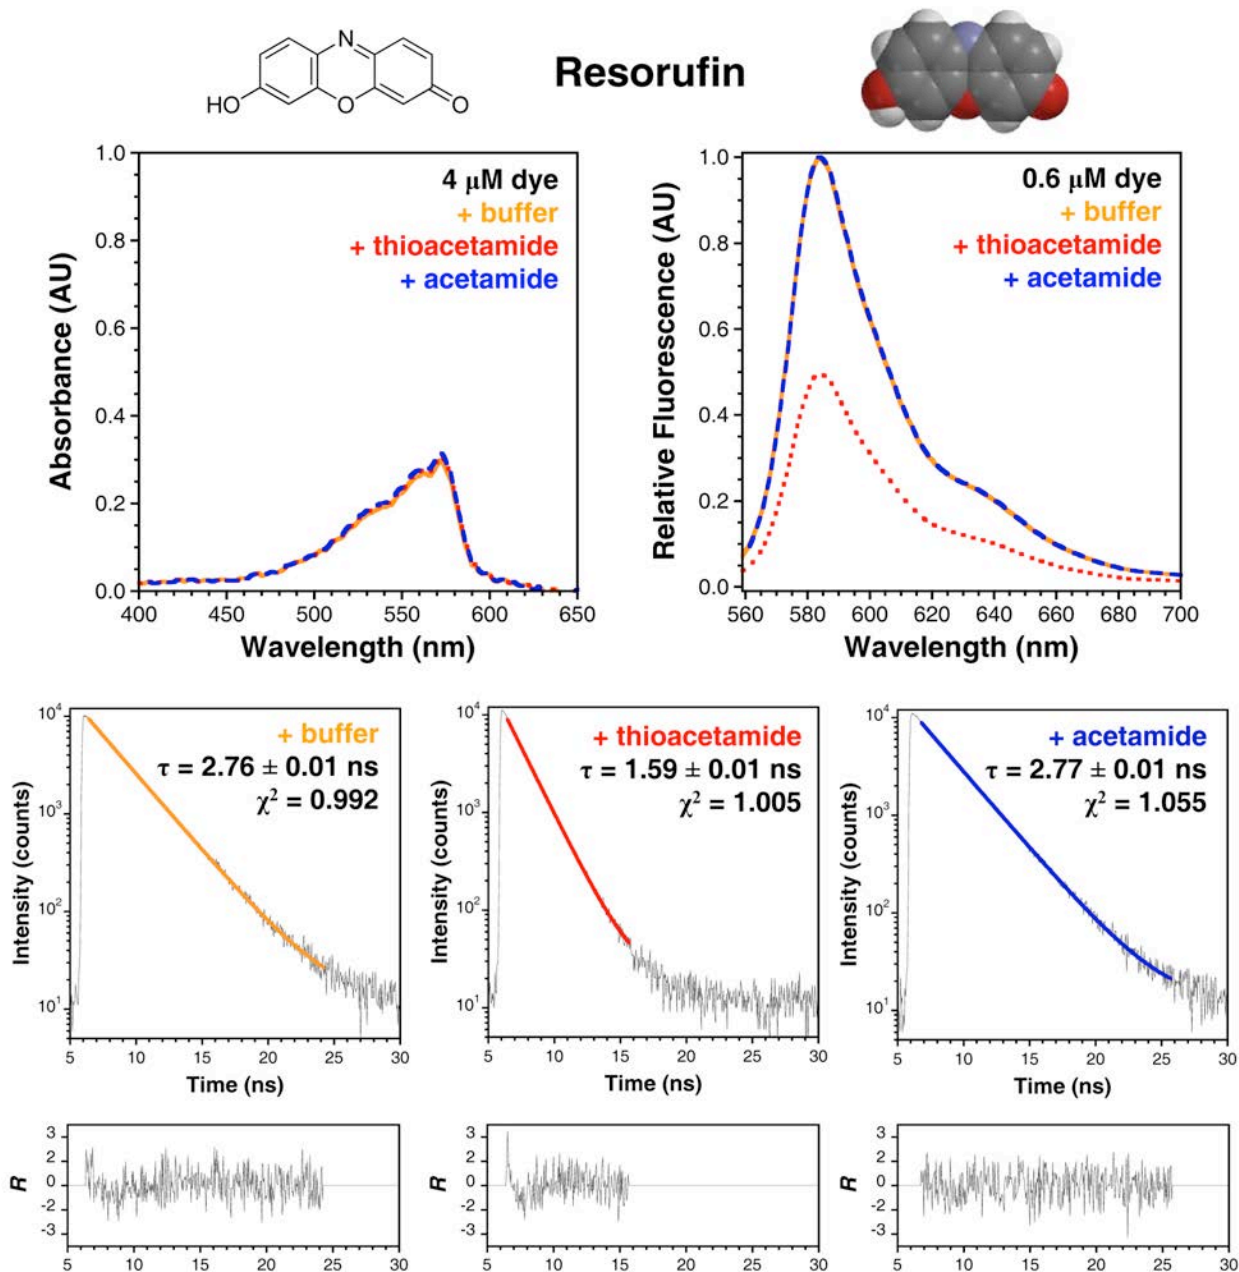 Resorufin
N
HO
O
O
1.0
0.8
0.6
0.4
0.2
0.0
Absorbance (AU)
4 μM dye
+ buffer
+ thioacetamide
+ acetamide
400 450 500 550 600 650
Wavelength (nm)
1.0
0.8
0.6
0.4
0.2
0.0
Relative Fluorescence (AU)
0.6 μM dye
+ buffer
+ thioacetamide
+ acetamide
560 580 600 620 640 660 680 700
Wavelength (nm)
10⁴
10³
10²
10¹
Intensity (counts)
+ buffer
τ = 2.76 ± 0.01 ns
χ² = 0.992
5 10 15 20 25 30
Time (ns)
10⁴
10³
10²
10¹
Intensity (counts)
+ thioacetamide
τ = 1.59 ± 0.01 ns
χ² = 1.005
5 10 15 20 25 30
Time (ns)
10⁴
10³
10²
10¹
Intensity (counts)
+ acetamide
τ = 2.77 ± 0.01 ns
χ² = 1.055
5 10 15 20 25 30
Time (ns)
3
2
0
-2
-3
R
5 10 15 20 25 30
3
2
0
-2
-3
R
5 10 15 20 25 30
3
2
0
-2
-3
R
5 10 15 20 25 30